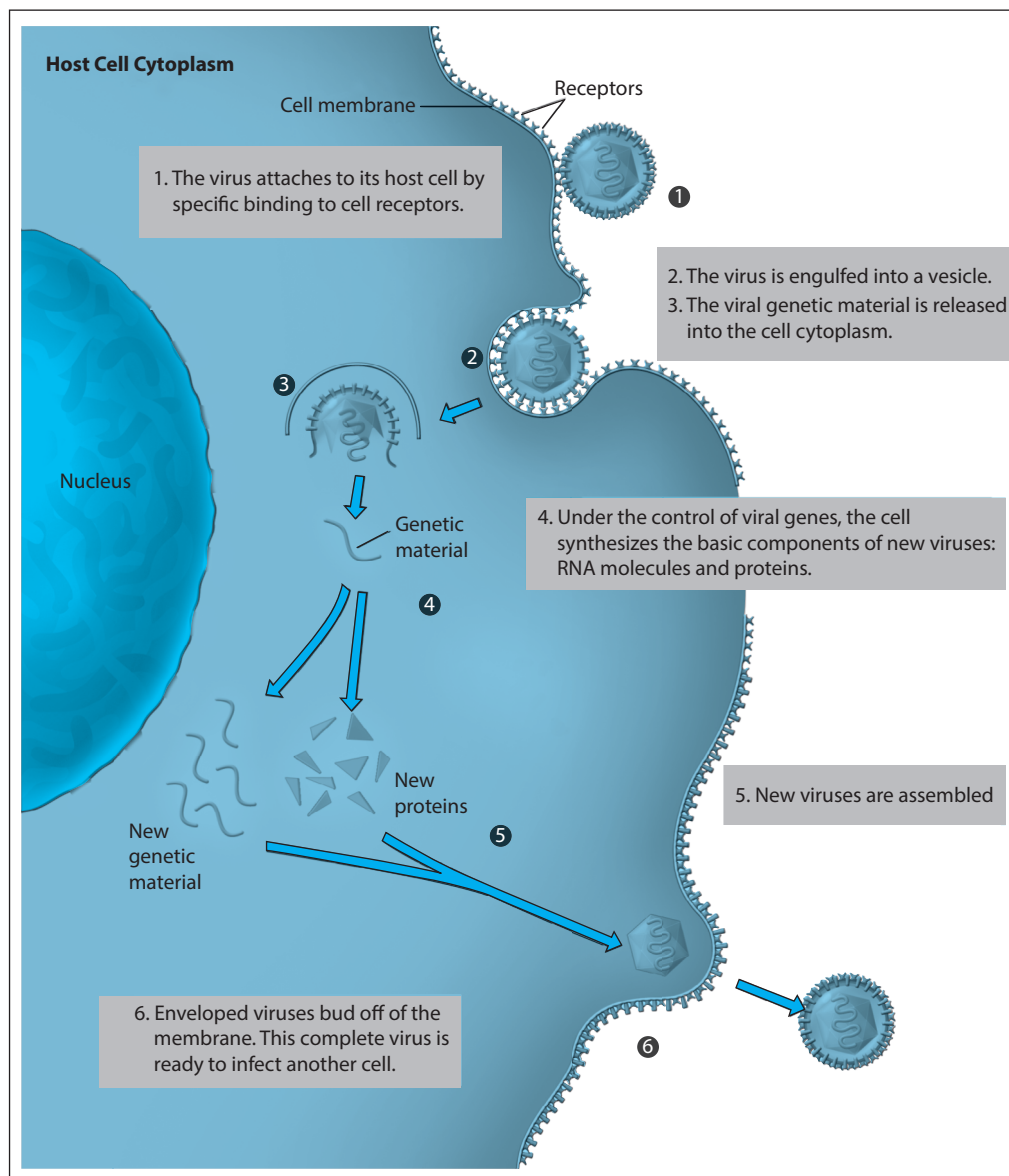 Host Cell Cytoplasm
Receptors
Cell membrane
1. The virus attaches to its host cell by
specific binding to cell receptors.
1
2. The virus is engulfed into a vesicle.
3. The viral genetic material is released
into the cell cytoplasm.
2
3
Nucleus
Genetic
material
4. Under the control of viral genes, the cell
synthesizes the basic components of new viruses:
RNA molecules and proteins.
4
New
proteins
5. New viruses are assembled
5
New
genetic
material
6. Enveloped viruses bud off of the
membrane. This complete virus is
ready to infect another cell.
6